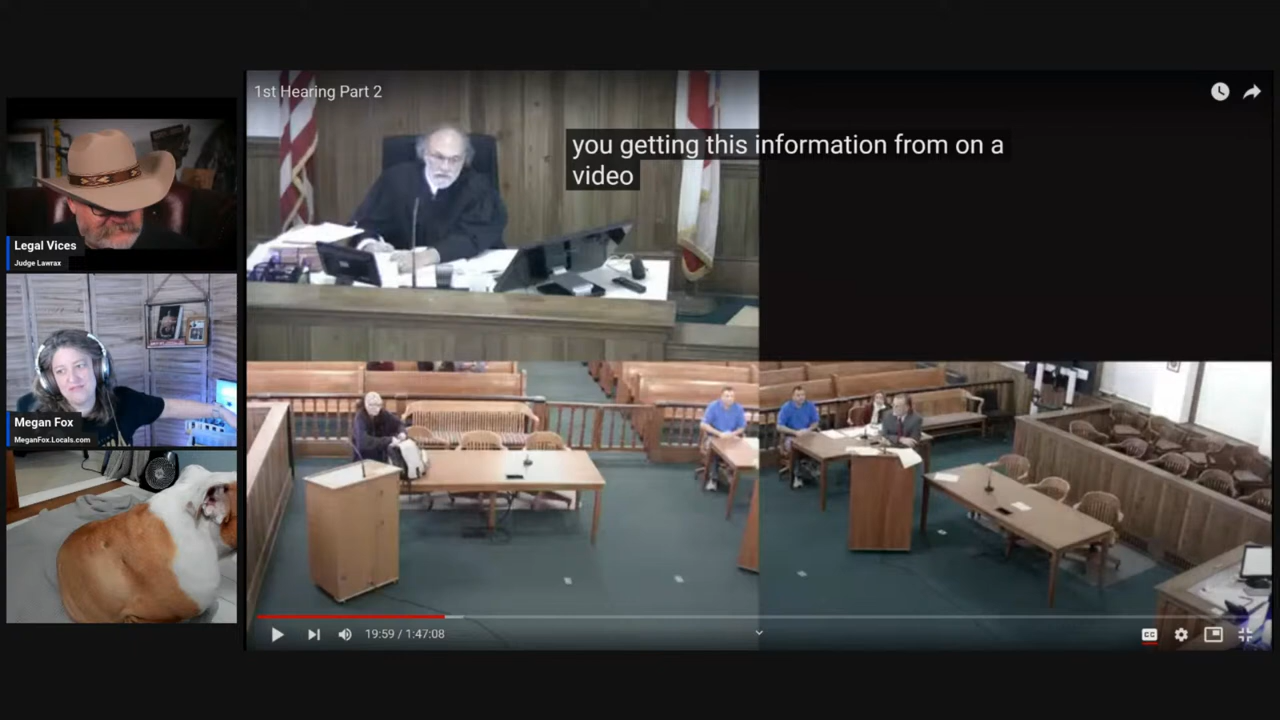 1st Hearing Part 2
you getting this information from on a
video
Legal Vices
Judge Lawrax
Megan Fox
MeganFox.Locals.com
19:59 / 1:47:08
CC